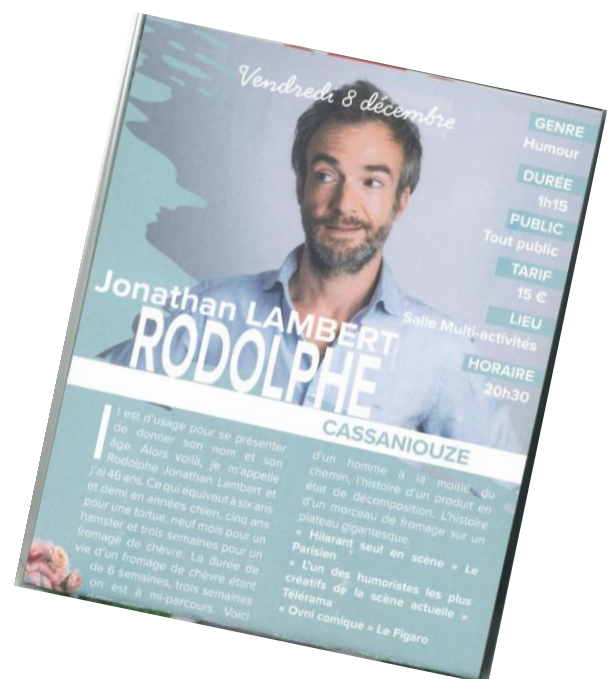 Vendredi 8 décembre
GENRE
Humour
DURÉE
1h15
PUBLIC
Tout public
TARIF
15 €
LIEU
Salle Multi-activités
HORAIRE
20h30
Jonathan LAMBERT
RODOLPHE
CASSANIOUZE
Il est d'usage pour se présenter
de donner son nom et son
âge. Alors voilà, je m'appelle
Rodolphe Jonathan Lambert et
j'ai 46 ans. Ce qui équivaut à six ans
et demi en années chien, cinq ans
pour une tortue, neuf mois pour un
hamster et trois semaines pour un
fromage de chèvre. La durée de
vie d'un fromage de chèvre étant
de 6 semaines, trois semaines
on est à mi-parcours. Voici
d'un homme à la moitié du
chemin, l'histoire d'un produit en
état de décomposition. L'histoire
d'un morceau de fromage sur un
plateau gigantesque.
« Hilarant seul en scène » Le
Parisien
« L'un des humoristes les plus
créatifs de la scène actuelle »
Télérama
« Ovni comique » Le Figaro